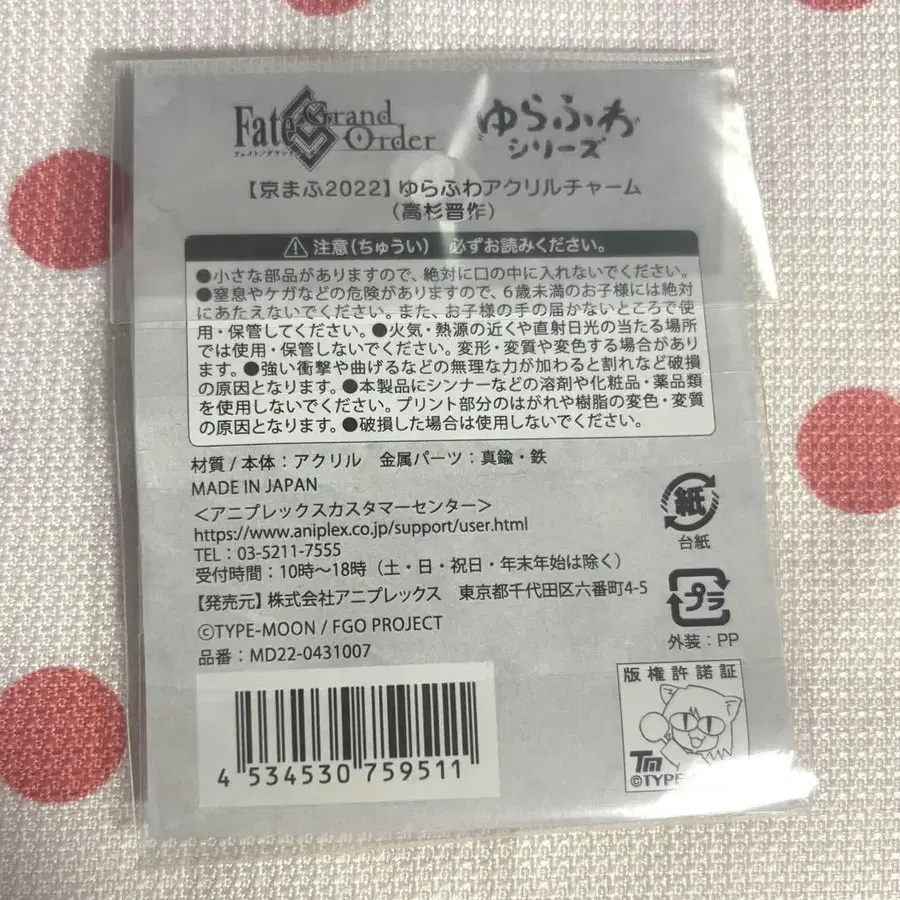 Fate Grand Order
ゆらふわ
シリーズ
【京まふ2022】ゆらふわアクリルチャーム
（高杉晋作）
注意（ちゅうい） 必ずお読みください。
●小さな部品がありますので、絶対に口の中に入れないでください。
●窒息やケガなどの危険がありますので、6歳未満のお子様には絶対
にあたえないでください。また、お子様の手の届かないところで使
用・保管してください。●火気・熱源の近くや直射日光の当たる場所
では使用・保管しないでください。変形・変質や変色する場合があり
ます。●強い衝撃や曲げるなどの無理な力が加わると割れなど破損
の原因となります。●本製品にシンナーなどの溶剤や化粧品・薬品類
を使用しないでください。プリント部分のはがれや樹脂の変色・変質
の原因となります。●破損した場合は使用しないでください。
材質/本体：アクリル 金属パーツ：真鍮・鉄
MADE IN JAPAN
＜アニプレックスカスタマーセンター＞
https://www.aniplex.co.jp/support/user.html
TEL：03-5211-7555
受付時間：10時〜18時（土・日・祝日・年末年始は除く）
【発売元】株式会社アニプレックス 東京都千代田区六番町4-5
©TYPE-MOON / FGO PROJECT
品番：MD22-0431007
紙
台紙
プラ
外装：PP
版権許諾証
TM
©TYPE-
4 534530 759511